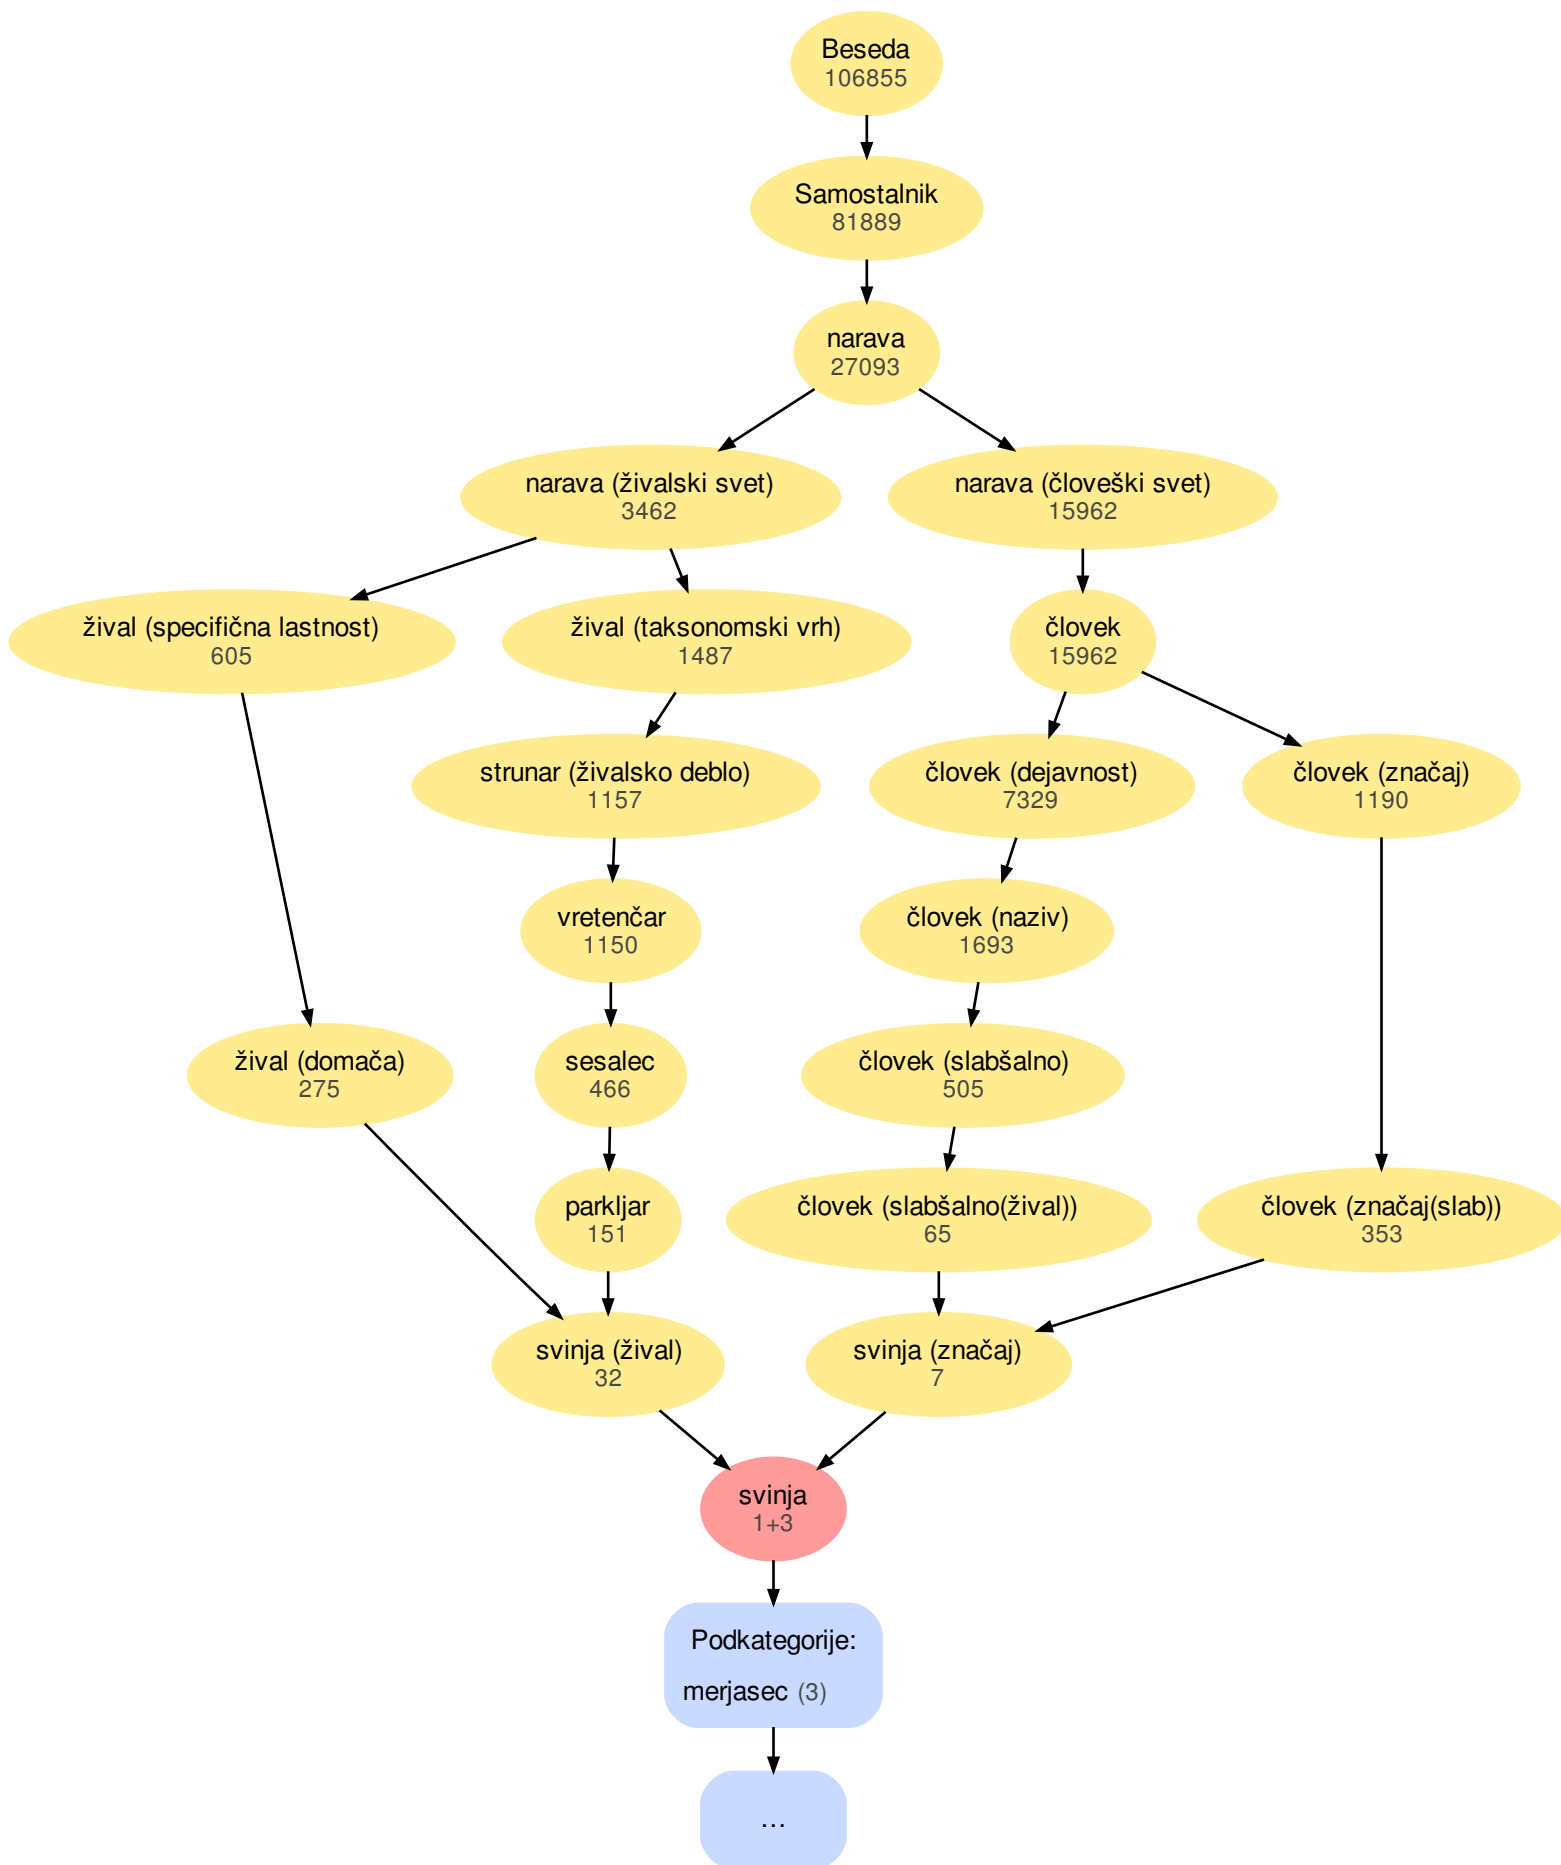 Beseda
106855
Samostalnik
81889
narava
27093
narava (živalski svet)
3462
narava (človeški svet)
15962
žival (specifična lastnost)
605
žival (taksonomski vrh)
1487
človek
15962
strunar (živalsko deblo)
1157
človek (dejavnost)
7329
človek (značaj)
1190
vretenčar
1150
človek (naziv)
1693
žival (domača)
275
sesalec
466
človek (slabšalno)
505
parkljar
151
človek (slabšalno(žival))
65
človek (značaj(slab))
353
svinja (žival)
32
svinja (značaj)
7
svinja
1+3
Podkategorije:
merjasec (3)
...